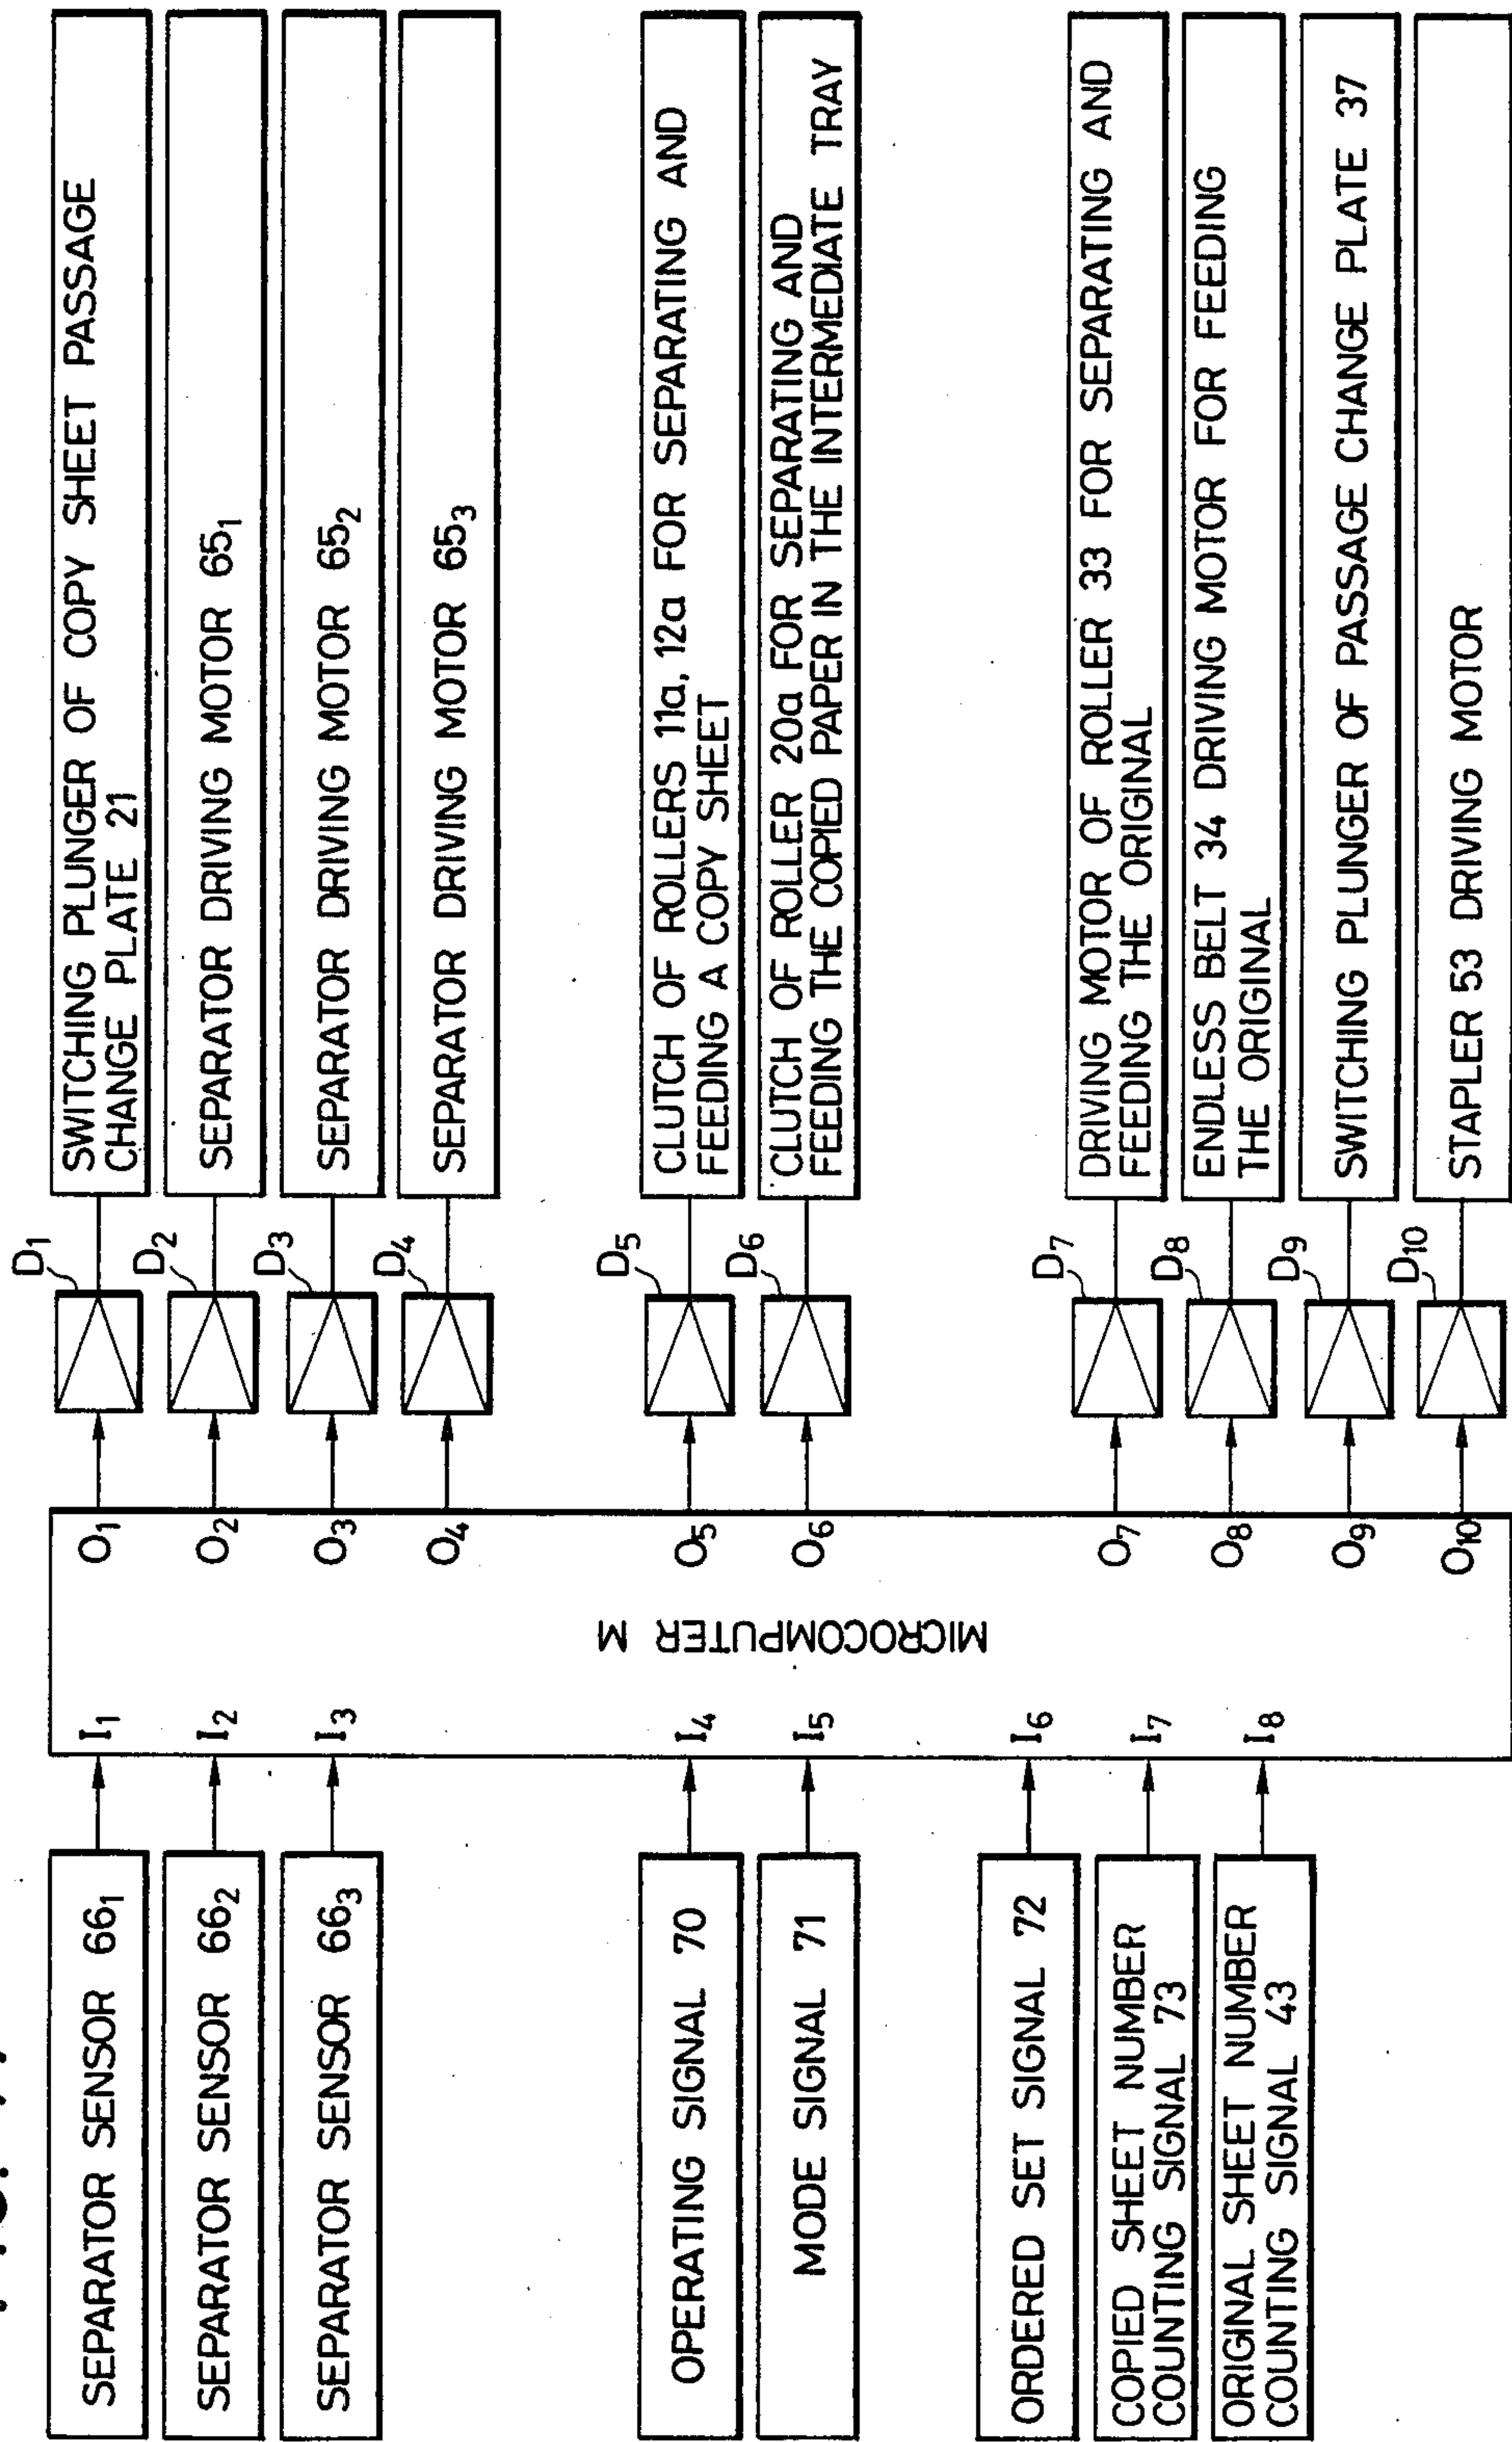 SEPARATOR SENSOR 66₁
SEPARATOR SENSOR 66₂
SEPARATOR SENSOR 66₃
OPERATING SIGNAL 70
MODE SIGNAL 71
ORDERED SET SIGNAL 72
COPIED SHEET NUMBER
COUNTING SIGNAL 73
ORIGINAL SHEET NUMBER
COUNTING SIGNAL 43
I₁
I₂
I₃
I₄
I₅
I₆
I₇
I₈
MICROCOMPUTER M
O₁
O₂
O₃
O₄
O₅
O₆
O₇
O₈
O₉
O₁₀
D₁
D₂
D₃
D₄
D₅
D₆
D₇
D₈
D₉
D₁₀
SWITCHING PLUNGER OF COPY SHEET PASSAGE
CHANGE PLATE 21
SEPARATOR DRIVING MOTOR 65₁
SEPARATOR DRIVING MOTOR 65₂
SEPARATOR DRIVING MOTOR 65₃
CLUTCH OF ROLLERS 11a, 12a FOR SEPARATING AND
FEEDING A COPY SHEET
CLUTCH OF ROLLER 20a FOR SEPARATING AND
FEEDING THE COPIED PAPER IN THE INTERMEDIATE TRAY
DRIVING MOTOR OF ROLLER 33 FOR SEPARATING AND
FEEDING THE ORIGINAL
ENDLESS BELT 34 DRIVING MOTOR FOR FEEDING
THE ORIGINAL
SWITCHING PLUNGER OF PASSAGE CHANGE PLATE 37
STAPLER 53 DRIVING MOTOR